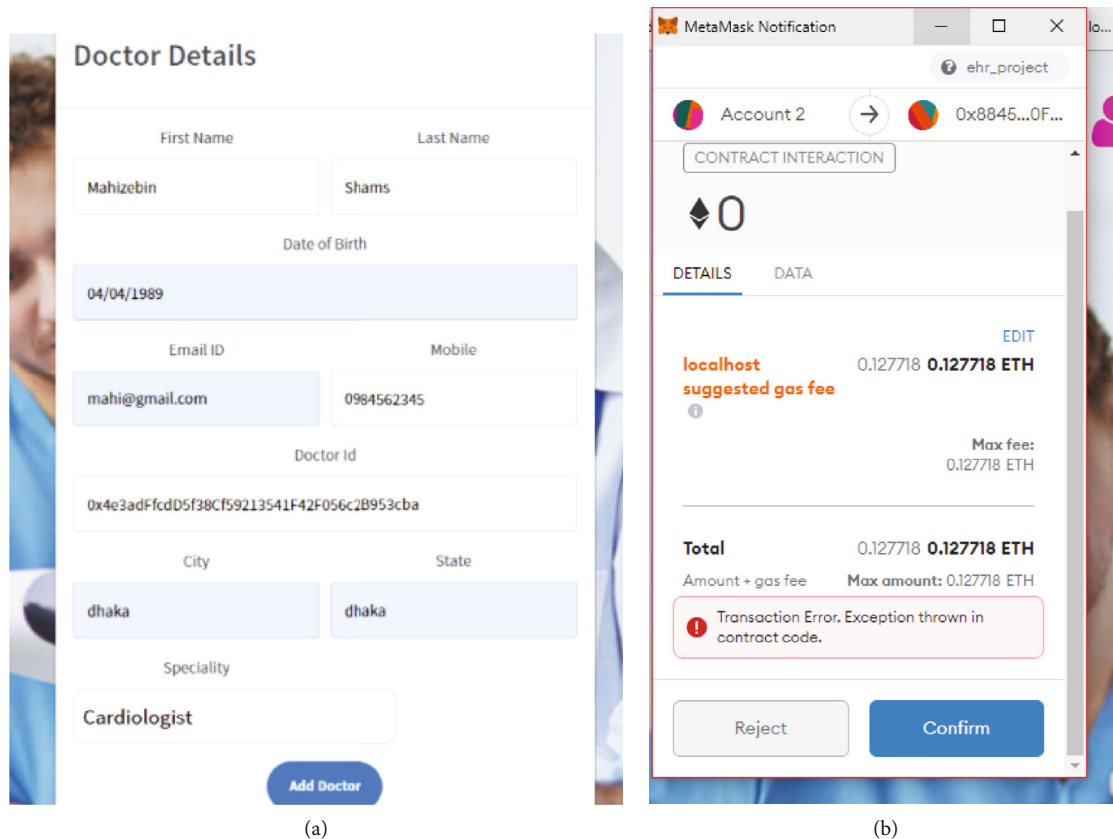 Doctor Details
First Name
Last Name
Mahizebin
Shams
Date of Birth
04/04/1989
Email ID
Mobile
mahi@gmail.com
0984562345
Doctor Id
0x4e3adFfcdD5f38Cf59213541F42F056c2B953cba
City
State
dhaka
dhaka
Speciality
Cardiologist
Add Doctor
(a)
MetaMask Notification
lo...
ehr_project
Account 2
0x8845...0F...
CONTRACT INTERACTION
0
DETAILS
DATA
EDIT
localhost
suggested gas fee
0.127718 0.127718 ETH
Max fee:
0.127718 ETH
Total
0.127718 0.127718 ETH
Amount + gas fee
Max amount: 0.127718 ETH
Transaction Error. Exception thrown in
contract code.
Reject
Confirm
(b)